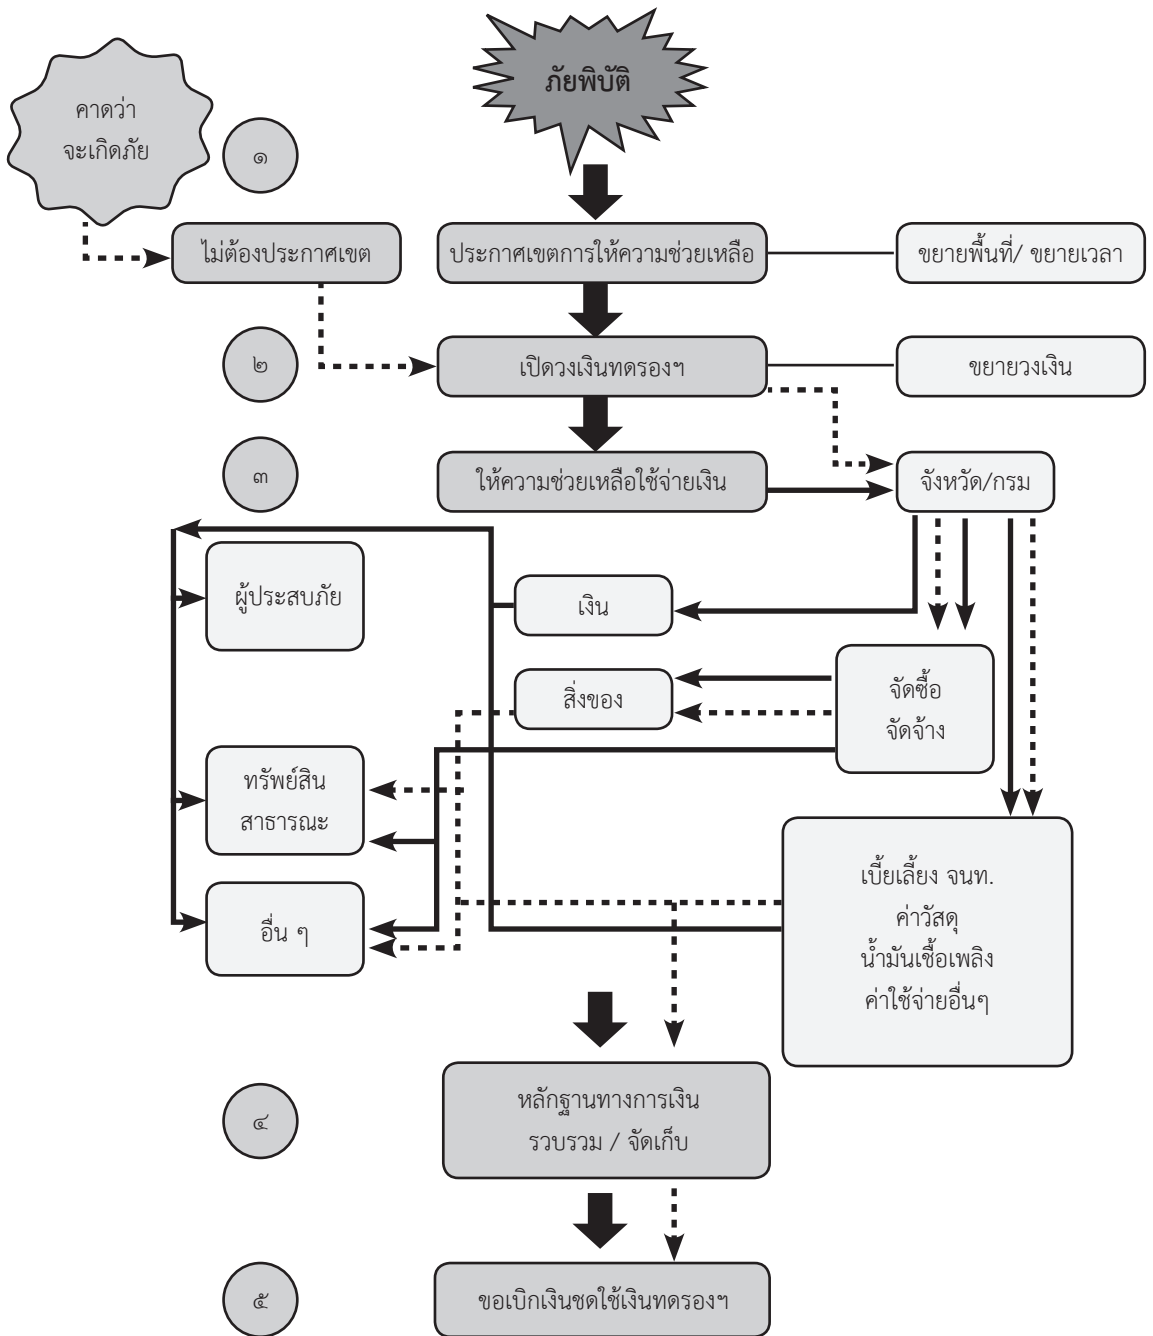 ภัยพิบัติ
คาดว่า
จะเกิดภัย
๑
ไม่ต้องประกาศเขต
ประกาศเขตการให้ความช่วยเหลือ
ขยายพื้นที่/ ขยายเวลา
๒
เปิดวงเงินทดรองฯ
ขยายวงเงิน
๓
ให้ความช่วยเหลือใช้จ่ายเงิน
จังหวัด/กรม
ผู้ประสบภัย
เงิน
สิ่งของ
จัดซื้อ
จัดจ้าง
ทรัพย์สิน
สาธารณะ
อื่น ๆ
เบี้ยเลี้ยง จนท.
ค่าวัสดุ
น้ำมันเชื้อเพลิง
ค่าใช้จ่ายอื่นๆ
๔
หลักฐานทางการเงิน
รวบรวม / จัดเก็บ
๕
ขอเบิกเงินชดใช้เงินทดรองฯ